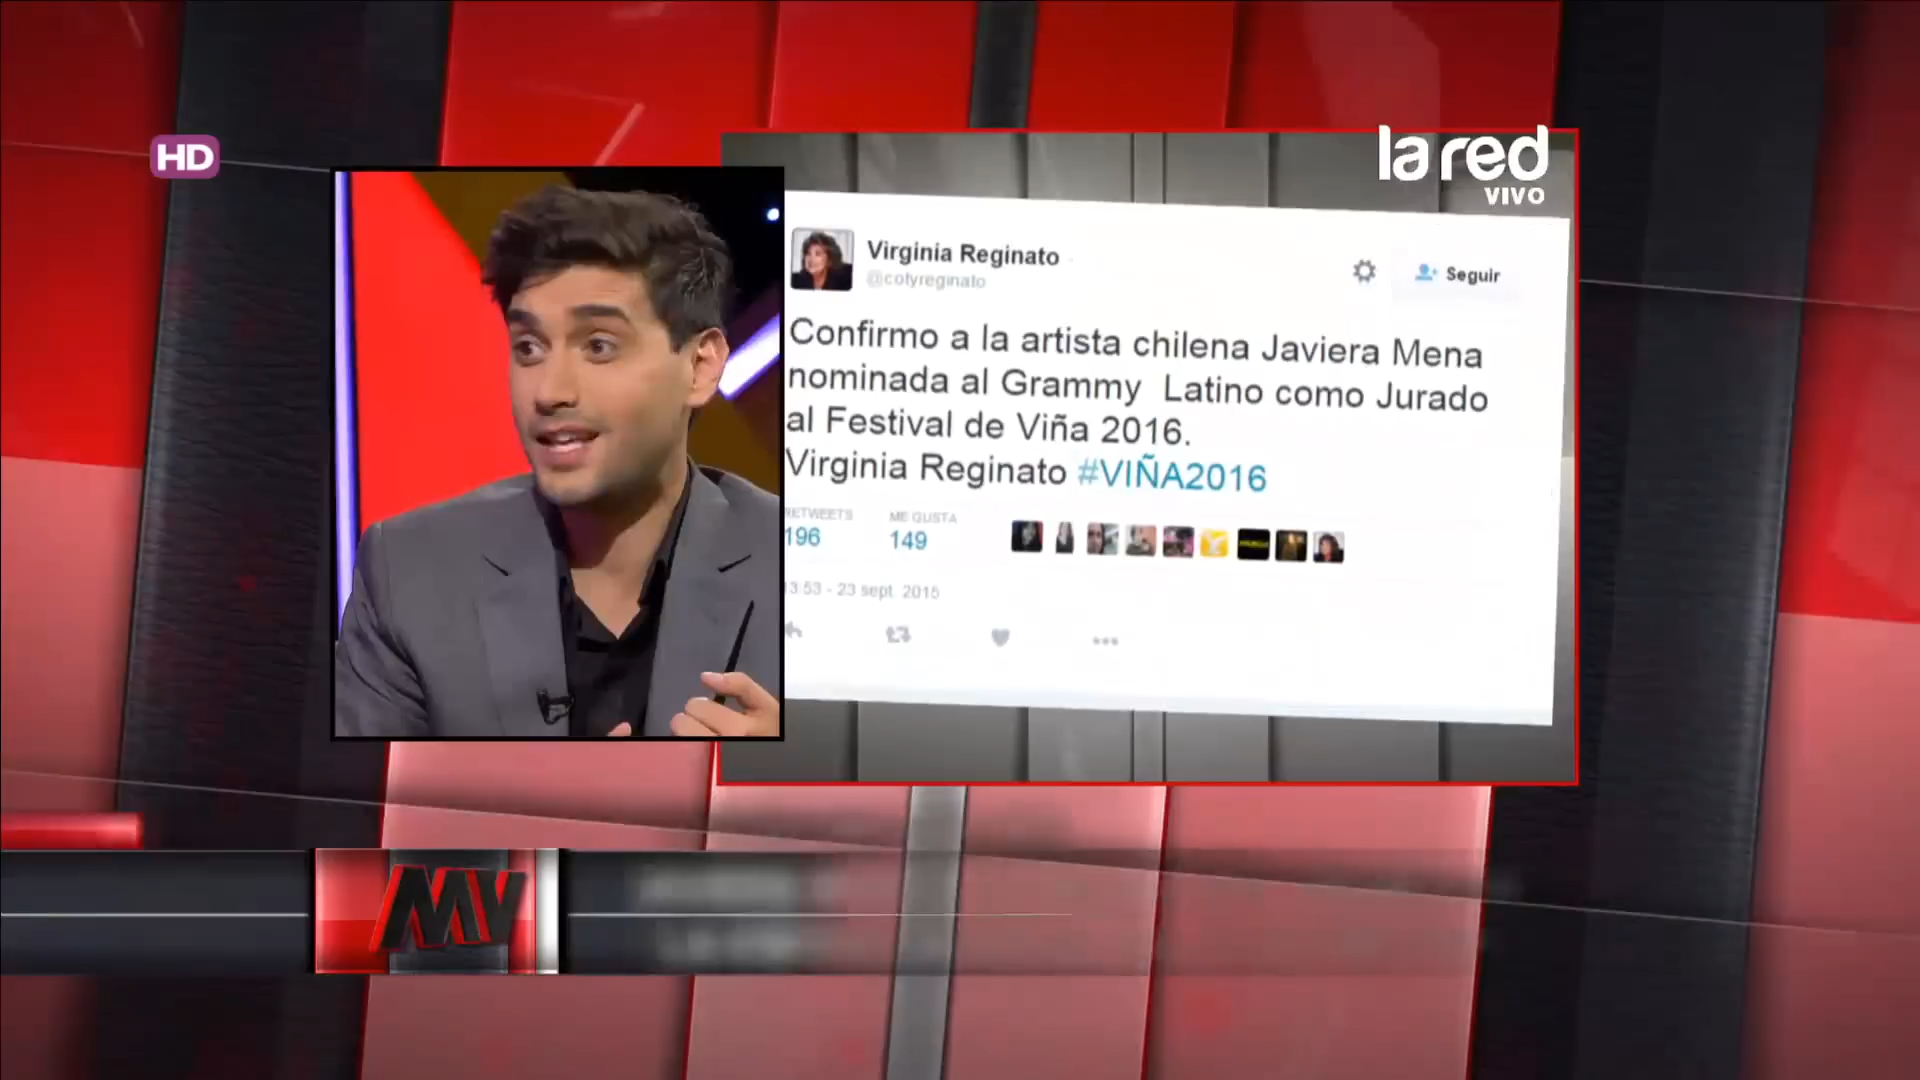 HD
la red
VIVO
Virginia Reginato
@cotyreginato
Seguir
Confirmo a la artista chilena Javiera Mena
nominada al Grammy Latino como Jurado
al Festival de Viña 2016.
Virginia Reginato #VIÑA2016
RETWEETS ME GUSTA
196 149
13:53 - 23 sept. 2015
MV